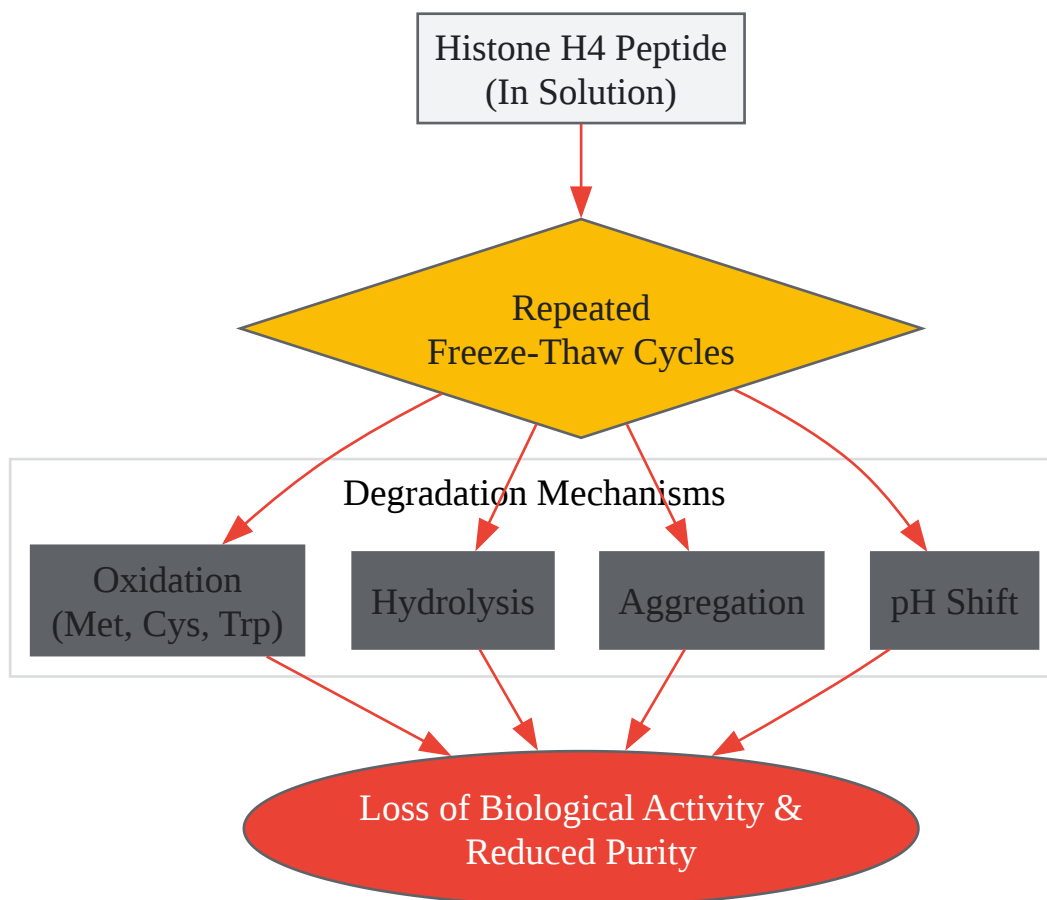 Histone H4 Peptide
(In Solution)
Repeated
Freeze-Thaw Cycles
Degradation Mechanisms
Oxidation
(Met, Cys, Trp)
Hydrolysis
Aggregation
pH Shift
Loss of Biological Activity &
Reduced Purity